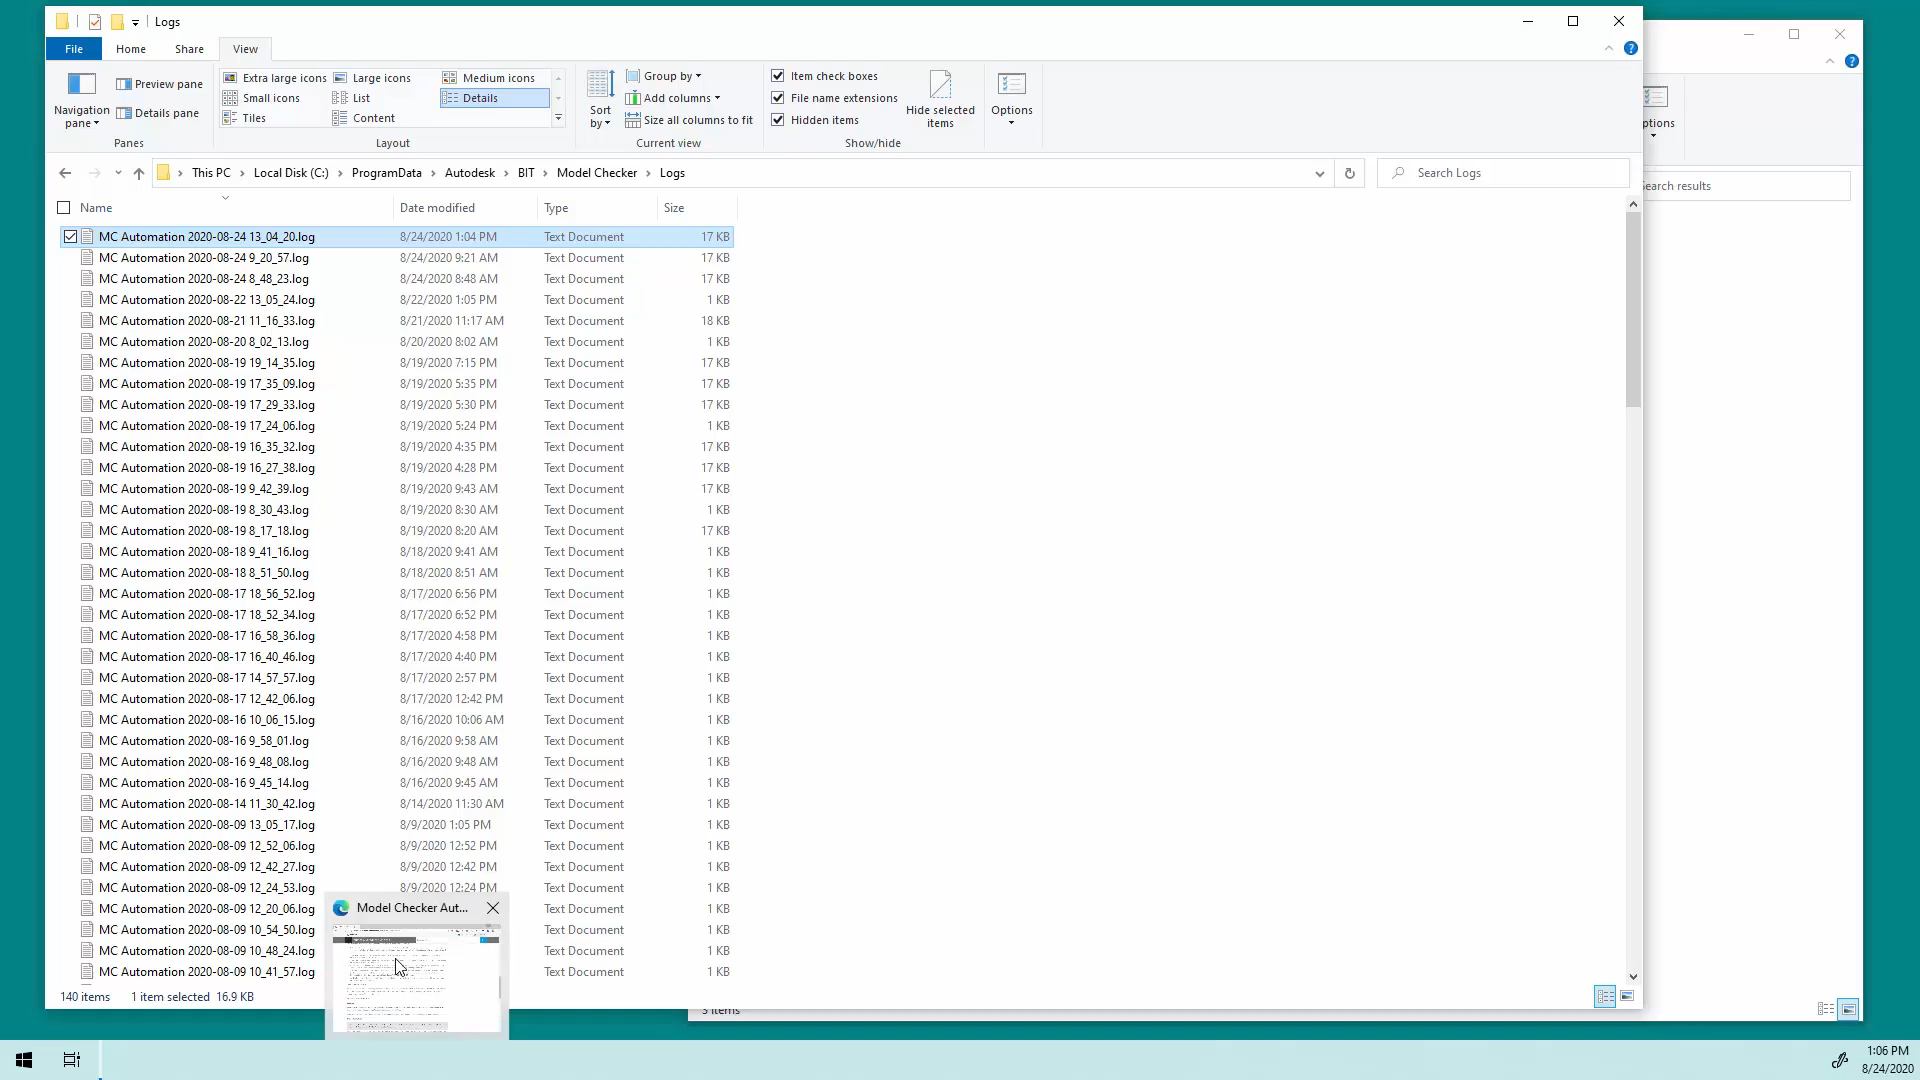 Logs
File Home Share View
Navigation pane
Preview pane
Details pane
Panes
Extra large icons Large icons Medium icons
Small icons List Details
Tiles Content
Layout
Sort by
Group by
Add columns
Size all columns to fit
Current view
Item check boxes
File name extensions
Hidden items
Hide selected items
Show/hide
Options
ptions
This PC Local Disk (C:) ProgramData Autodesk BIT Model Checker Logs
Search Logs
Search results
Name Date modified Type Size
MC Automation 2020-08-24 13_04_20.log 8/24/2020 1:04 PM Text Document 17 KB
MC Automation 2020-08-24 9_20_57.log 8/24/2020 9:21 AM Text Document 17 KB
MC Automation 2020-08-24 8_48_23.log 8/24/2020 8:48 AM Text Document 17 KB
MC Automation 2020-08-22 13_05_24.log 8/22/2020 1:05 PM Text Document 1 KB
MC Automation 2020-08-21 11_16_33.log 8/21/2020 11:17 AM Text Document 18 KB
MC Automation 2020-08-20 8_02_13.log 8/20/2020 8:02 AM Text Document 1 KB
MC Automation 2020-08-19 19_14_35.log 8/19/2020 7:15 PM Text Document 17 KB
MC Automation 2020-08-19 17_35_09.log 8/19/2020 5:35 PM Text Document 17 KB
MC Automation 2020-08-19 17_29_33.log 8/19/2020 5:30 PM Text Document 17 KB
MC Automation 2020-08-19 17_24_06.log 8/19/2020 5:24 PM Text Document 1 KB
MC Automation 2020-08-19 16_35_32.log 8/19/2020 4:35 PM Text Document 17 KB
MC Automation 2020-08-19 16_27_38.log 8/19/2020 4:28 PM Text Document 17 KB
MC Automation 2020-08-19 9_42_39.log 8/19/2020 9:43 AM Text Document 17 KB
MC Automation 2020-08-19 8_30_43.log 8/19/2020 8:30 AM Text Document 1 KB
MC Automation 2020-08-19 8_17_18.log 8/19/2020 8:20 AM Text Document 17 KB
MC Automation 2020-08-18 9_41_16.log 8/18/2020 9:41 AM Text Document 1 KB
MC Automation 2020-08-18 8_51_50.log 8/18/2020 8:51 AM Text Document 1 KB
MC Automation 2020-08-17 18_56_52.log 8/17/2020 6:56 PM Text Document 1 KB
MC Automation 2020-08-17 18_52_34.log 8/17/2020 6:52 PM Text Document 1 KB
MC Automation 2020-08-17 16_58_36.log 8/17/2020 4:58 PM Text Document 1 KB
MC Automation 2020-08-17 16_40_46.log 8/17/2020 4:40 PM Text Document 1 KB
MC Automation 2020-08-17 14_57_57.log 8/17/2020 2:57 PM Text Document 1 KB
MC Automation 2020-08-17 12_42_06.log 8/17/2020 12:42 PM Text Document 1 KB
MC Automation 2020-08-16 10_06_15.log 8/16/2020 10:06 AM Text Document 1 KB
MC Automation 2020-08-16 9_58_01.log 8/16/2020 9:58 AM Text Document 1 KB
MC Automation 2020-08-16 9_48_08.log 8/16/2020 9:48 AM Text Document 1 KB
MC Automation 2020-08-16 9_45_14.log 8/16/2020 9:45 AM Text Document 1 KB
MC Automation 2020-08-14 11_30_42.log 8/14/2020 11:30 AM Text Document 1 KB
MC Automation 2020-08-09 13_05_17.log 8/9/2020 1:05 PM Text Document 1 KB
MC Automation 2020-08-09 12_52_06.log 8/9/2020 12:52 PM Text Document 1 KB
MC Automation 2020-08-09 12_42_27.log 8/9/2020 12:42 PM Text Document 1 KB
MC Automation 2020-08-09 12_24_53.log 8/9/2020 12:24 PM Text Document 1 KB
MC Automation 2020-08-09 12_20_06.log Text Document 1 KB
MC Automation 2020-08-09 10_54_50.log Text Document 1 KB
MC Automation 2020-08-09 10_48_24.log Text Document 1 KB
MC Automation 2020-08-09 10_41_57.log Text Document 1 KB
Model Checker Aut...
140 items 1 item selected 16.9 KB
3 items
1:06 PM
8/24/2020